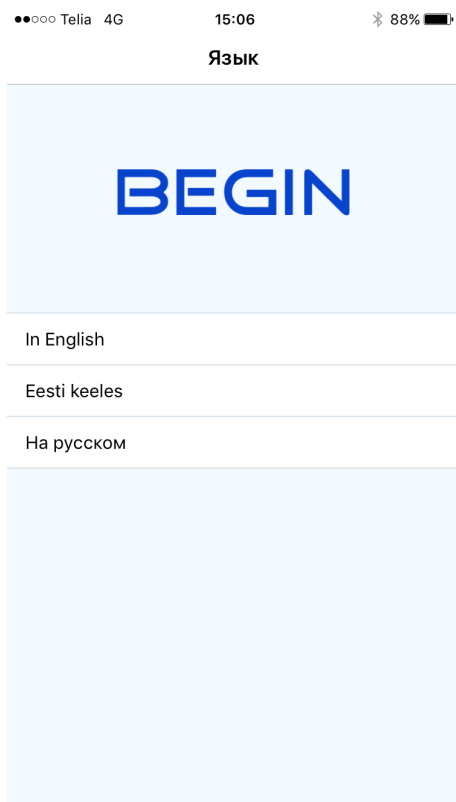 Telia 4G 15:06 88%
Язык
BEGIN
In English
Eesti keeles
На русском